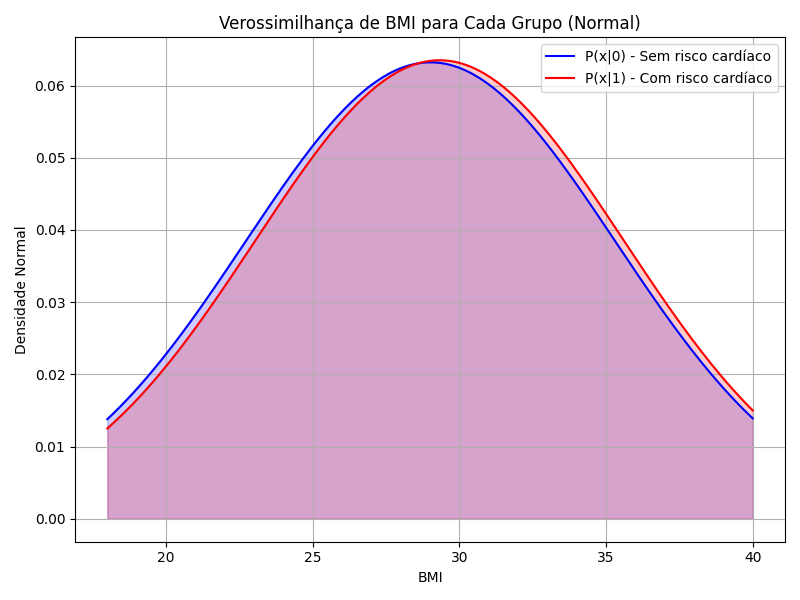 Verossimilhança de BMI para Cada Grupo (Normal)
P(x|0) - Sem risco cardíaco
P(x|1) - Com risco cardíaco
Densidade Normal
0.06
0.05
0.04
0.03
0.02
0.01
0.00
20
25
30
35
40
BMI